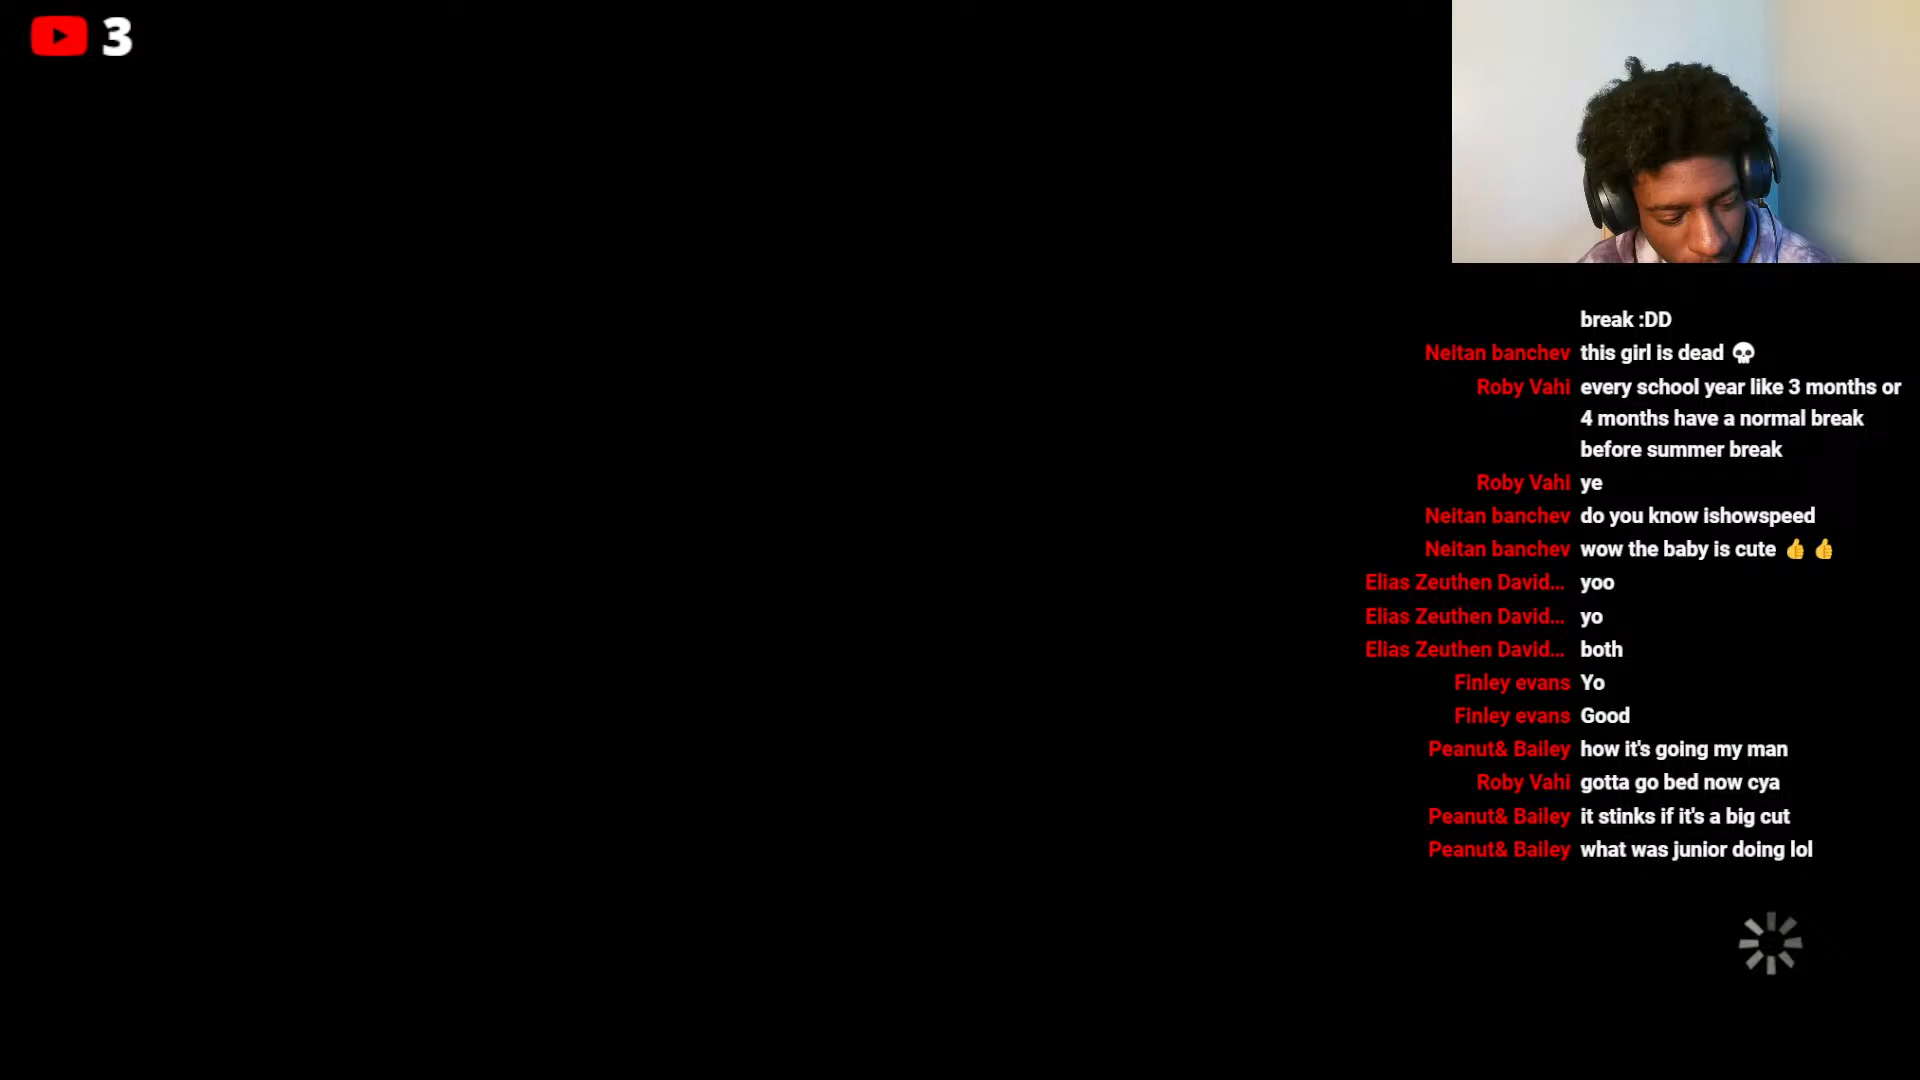 3
break :DD
Neitan banchev this girl is dead 💀
Roby Vahi every school year like 3 months or
4 months have a normal break
before summer break
Roby Vahi ye
Neitan banchev do you know ishowspeed
Neitan banchev wow the baby is cute 👍 👍
Elias Zeuthen David... yoo
Elias Zeuthen David... yo
Elias Zeuthen David... both
Finley evans Yo
Finley evans Good
Peanut& Bailey how it's going my man
Roby Vahi gotta go bed now cya
Peanut& Bailey it stinks if it's a big cut
Peanut& Bailey what was junior doing lol